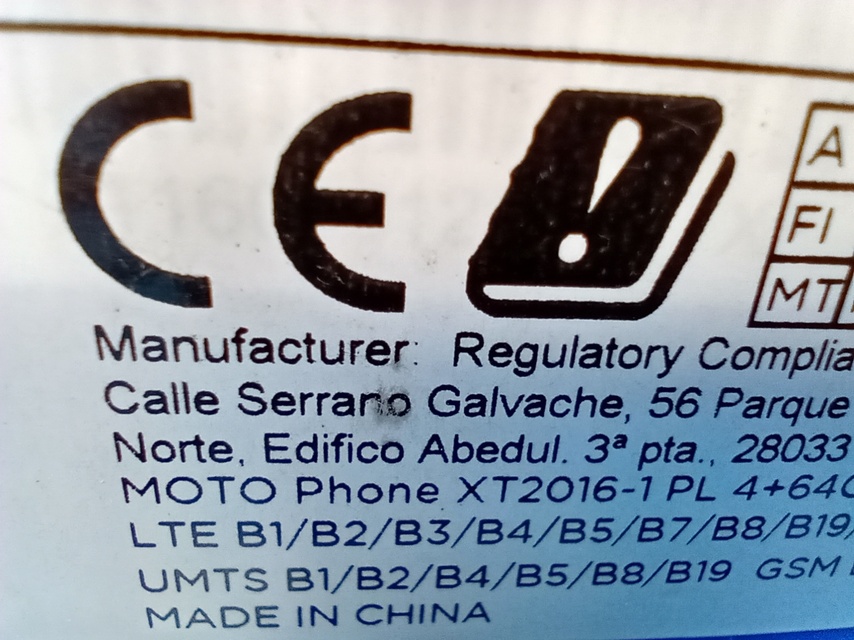 CE
A
FI
MT
Manufacturer: Regulatory Complia
Calle Serrano Galvache, 56 Parque
Norte, Edifico Abedul. 3ª pta., 28033
MOTO Phone XT2016-1 PL 4+64G
LTE B1/B2/B3/B4/B5/B7/B8/B19/
UMTS B1/B2/B4/B5/B8/B19 GSM
MADE IN CHINA